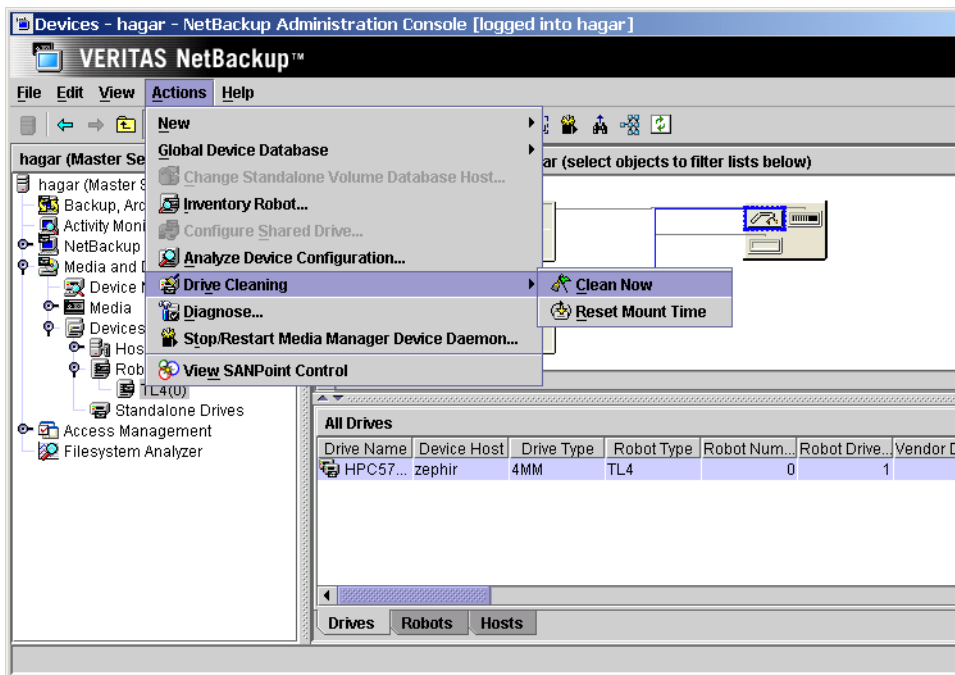 Devices - hagar - NetBackup Administration Console [logged into hagar]
VERITAS NetBackup™
File Edit View Actions Help
New
Global Device Database
Change Standalone Volume Database Host...
Inventory Robot...
Configure Shared Drive...
Analyze Device Configuration...
Drive Cleaning
Diagnose...
Stop/Restart Media Manager Device Daemon...
View SANPoint Control
Clean Now
Reset Mount Time
hagar (Master Se
ar (select objects to filter lists below)
hagar (Master S
Backup, Arc
Activity Moni
NetBackup
Media and
Device
Media
Devices
Hos
Rob
TL4(0)
Standalone Drives
Access Management
Filesystem Analyzer
All Drives
Drive Name Device Host Drive Type Robot Type Robot Num... Robot Drive... Vendor D
HPC57... zephir 4MM TL4 0 1
Drives Robots Hosts